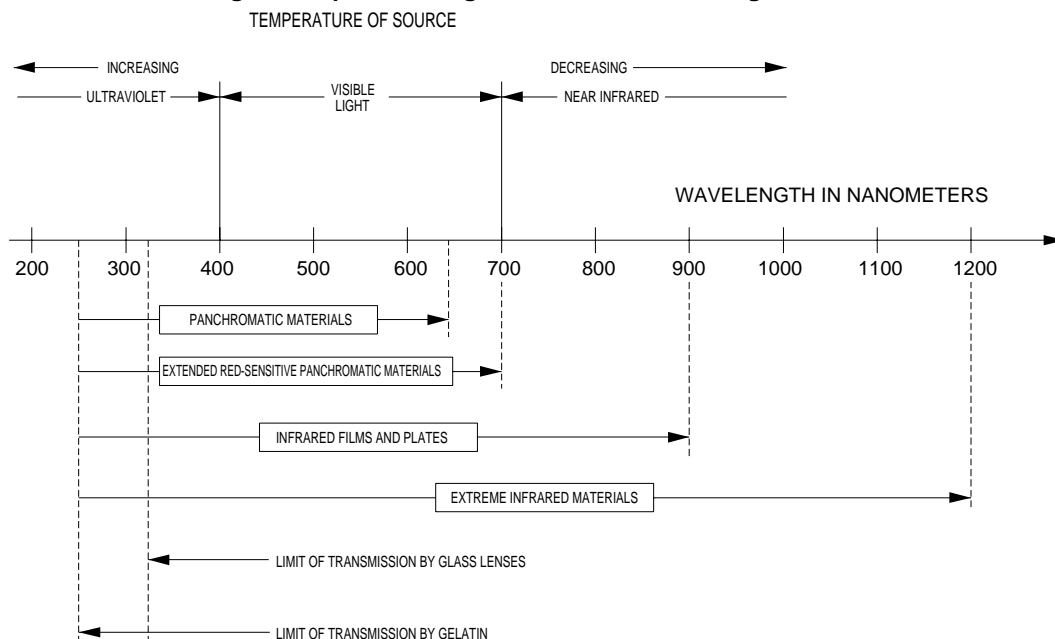 TEMPERATURE OF SOURCE
INCREASING
DECREASING
ULTRAVIOLET
VISIBLE
LIGHT
NEAR INFRARED
WAVELENGTH IN NANOMETERS
200 300 400 500 600 700 800 900 1000 1100 1200
PANCHROMATIC MATERIALS
EXTENDED RED-SENSITIVE PANCHROMATIC MATERIALS
INFRARED FILMS AND PLATES
EXTREME INFRARED MATERIALS
LIMIT OF TRANSMISSION BY GLASS LENSES
LIMIT OF TRANSMISSION BY GELATIN